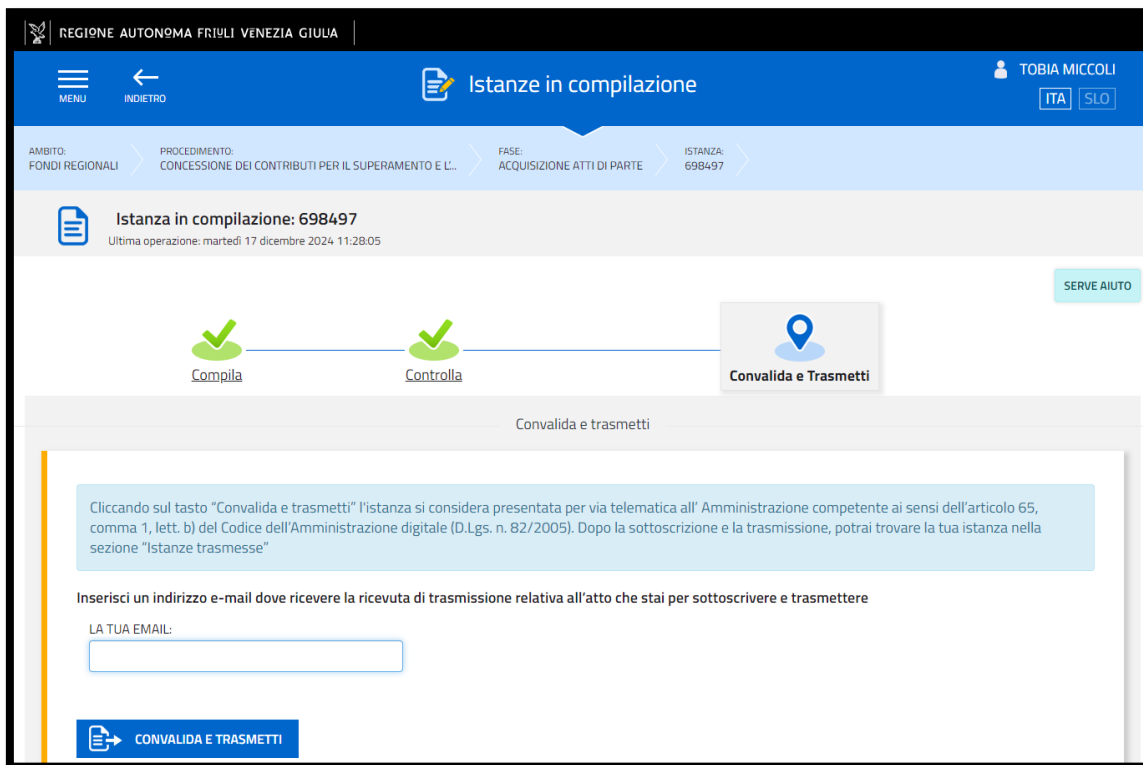 REGIONE AUTONOMA FRIULI VENEZIA GIULIA
MENU
INDIETRO
Istanze in compilazione
TOBIA MICCOLI
ITA SLO
AMBITO:
FONDI REGIONALI
PROCEDIMENTO:
CONCESSIONE DEI CONTRIBUTI PER IL SUPERAMENTO E L'...
FASE:
ACQUISIZIONE ATTI DI PARTE
ISTANZA:
698497
Istanza in compilazione: 698497
Ultima operazione: martedì 17 dicembre 2024 11:28:05
SERVE AIUTO
Compila
Controlla
Convalida e Trasmetti
Convalida e trasmetti
Cliccando sul tasto “Convalida e trasmetti” l'istanza si considera presentata per via telematica all' Amministrazione competente ai sensi dell'articolo 65,
comma 1, lett. b) del Codice dell'Amministrazione digitale (D.Lgs. n. 82/2005). Dopo la sottoscrizione e la trasmissione, potrai trovare la tua istanza nella
sezione “Istanze trasmesse”
Inserisci un indirizzo e-mail dove ricevere la ricevuta di trasmissione relativa all'atto che stai per sottoscrivere e trasmettere
LA TUA EMAIL:
CONVALIDA E TRASMETTI